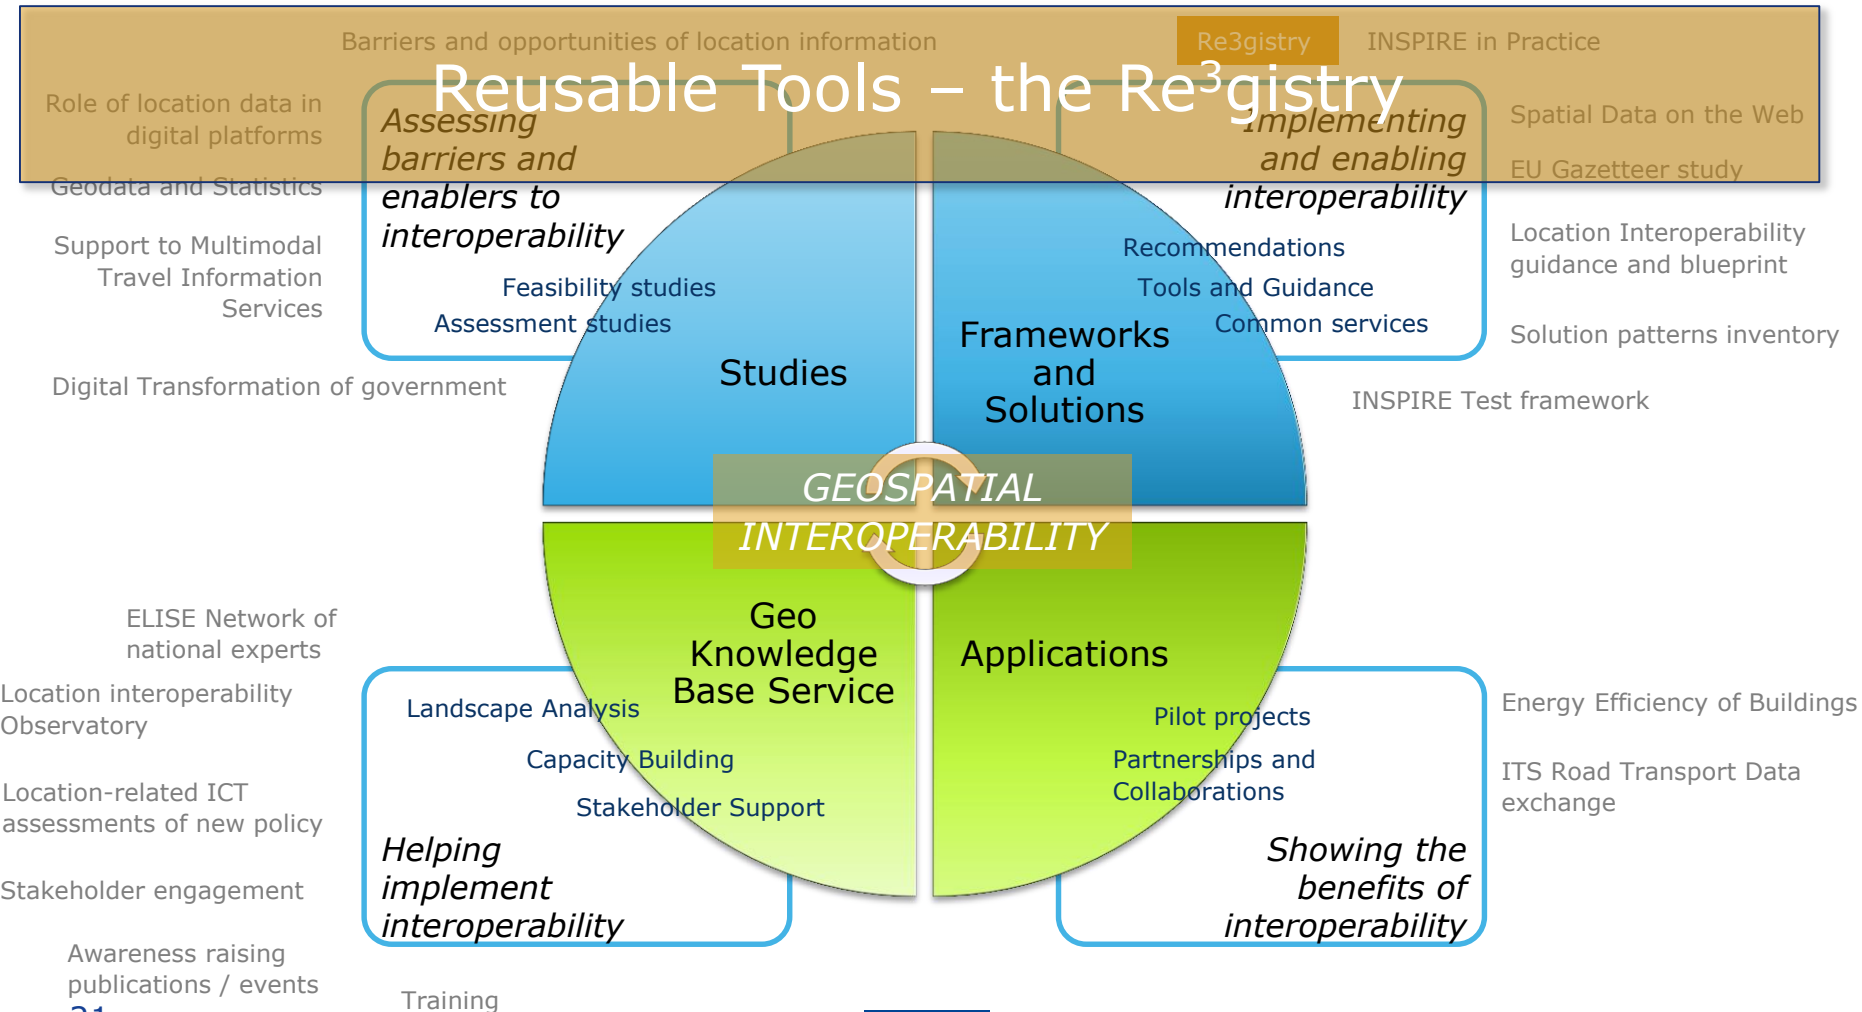 Barriers and opportunities of location information
Re3gistry
INSPIRE in Practice
Reusable Tools – the Re³gistry
Role of location data in
digital platforms
Geodata and Statistics
Support to Multimodal
Travel Information
Services
Digital Transformation of government
Assessing
barriers and
enablers to
interoperability
Feasibility studies
Assessment studies
Studies
Implementing
and enabling
interoperability
Recommendations
Tools and Guidance
Common services
Frameworks
and
Solutions
Spatial Data on the Web
EU Gazetteer study
Location Interoperability
guidance and blueprint
Solution patterns inventory
INSPIRE Test framework
GEOSPATIAL
INTEROPERABILITY
ELISE Network of
national experts
Location interoperability
Observatory
Location-related ICT
assessments of new policy
Stakeholder engagement
Awareness raising
publications / events
Training
Geo
Knowledge
Base Service
Landscape Analysis
Capacity Building
Stakeholder Support
Helping
implement
interoperability
Applications
Pilot projects
Partnerships and
Collaborations
Showing the
benefits of
interoperability
Energy Efficiency of Buildings
ITS Road Transport Data
exchange